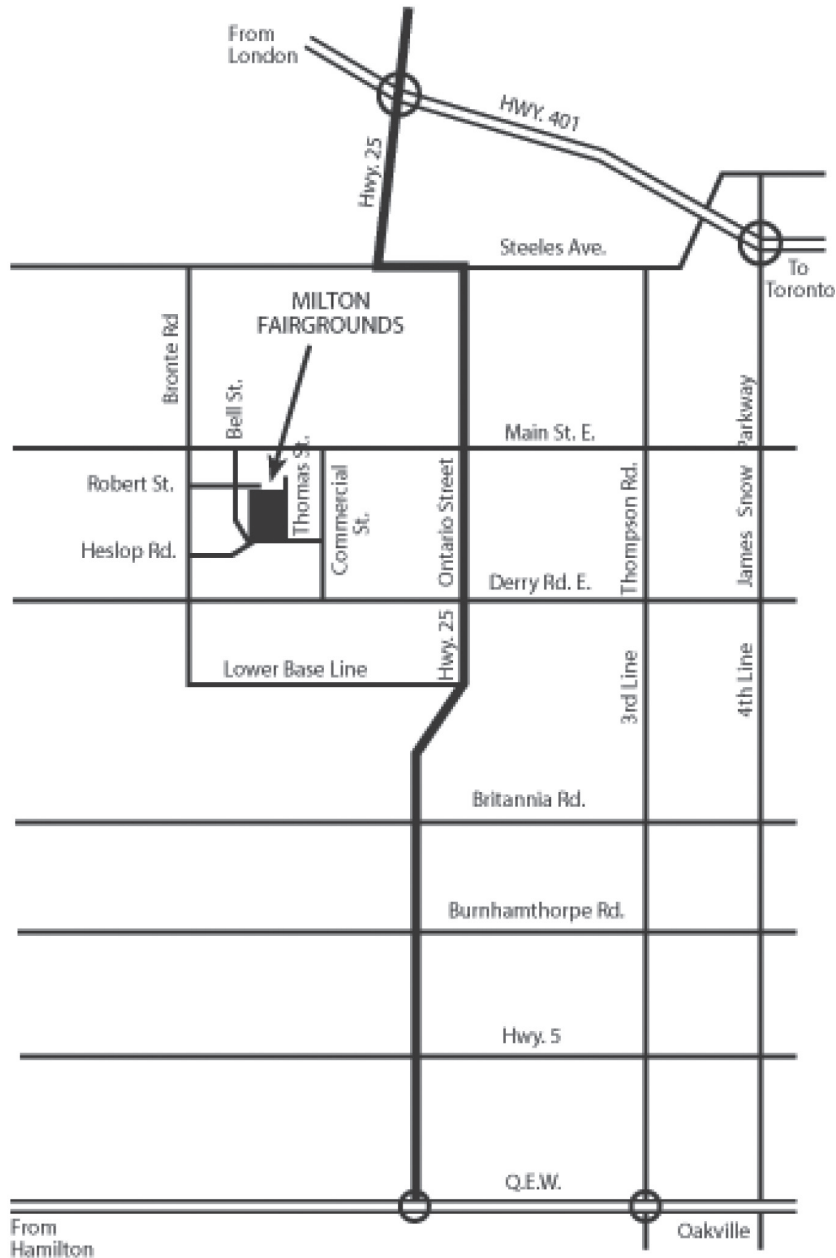 From
London
HWY. 401
Hwy. 25
Steeles Ave.
To
Toronto
MILTON
FAIRGROUNDS
Bronte Rd
Bell St.
Main St. E.
Robert St.
Thomas St.
Commercial
St.
Ontario Street
Thompson Rd.
James Snow Parkway
Heslop Rd.
Derry Rd. E.
Hwy. 25
Lower Base Line
3rd Line
4th Line
Britannia Rd.
Burnhamthorpe Rd.
Hwy. 5
Q.E.W.
From
Hamilton
Oakville